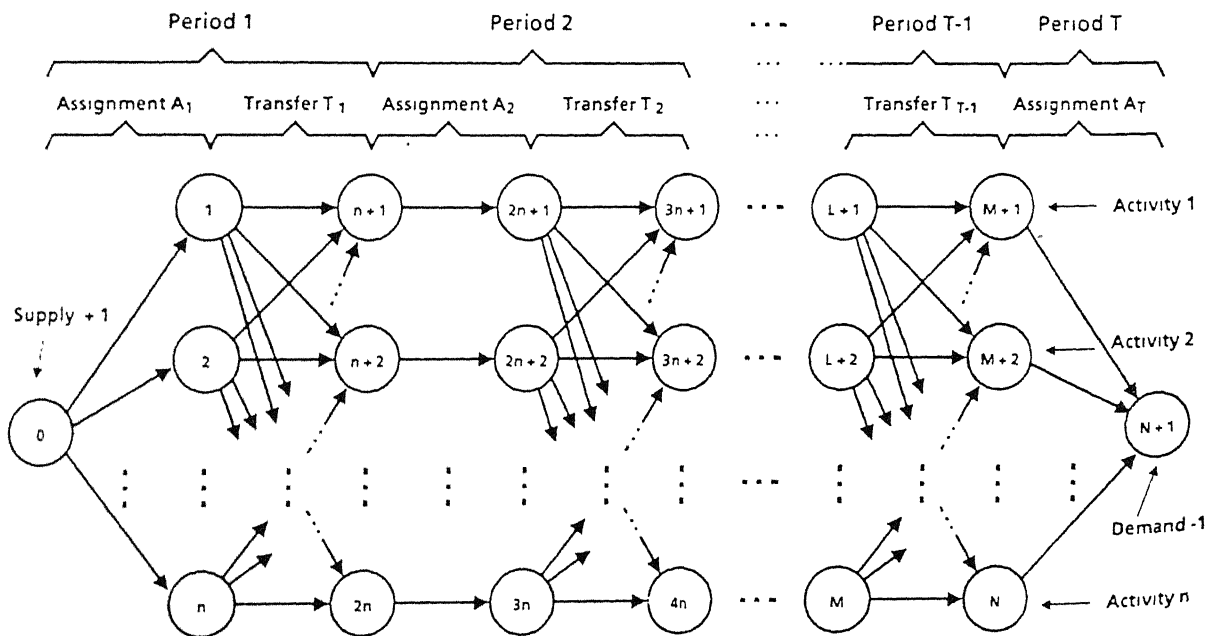 Period 1 Period 2 Period T-1 Period T
Assignment A1 Transfer T1 Assignment A2 Transfer T2 Transfer TT-1 Assignment AT
1 n + 1 2n + 1 3n + 1 L + 1 M + 1 Activity 1
Supply + 1
2 n + 2 2n + 2 3n + 2 L + 2 M + 2 Activity 2
0 N + 1
Demand -1
n 2n 3n 4n M N Activity n